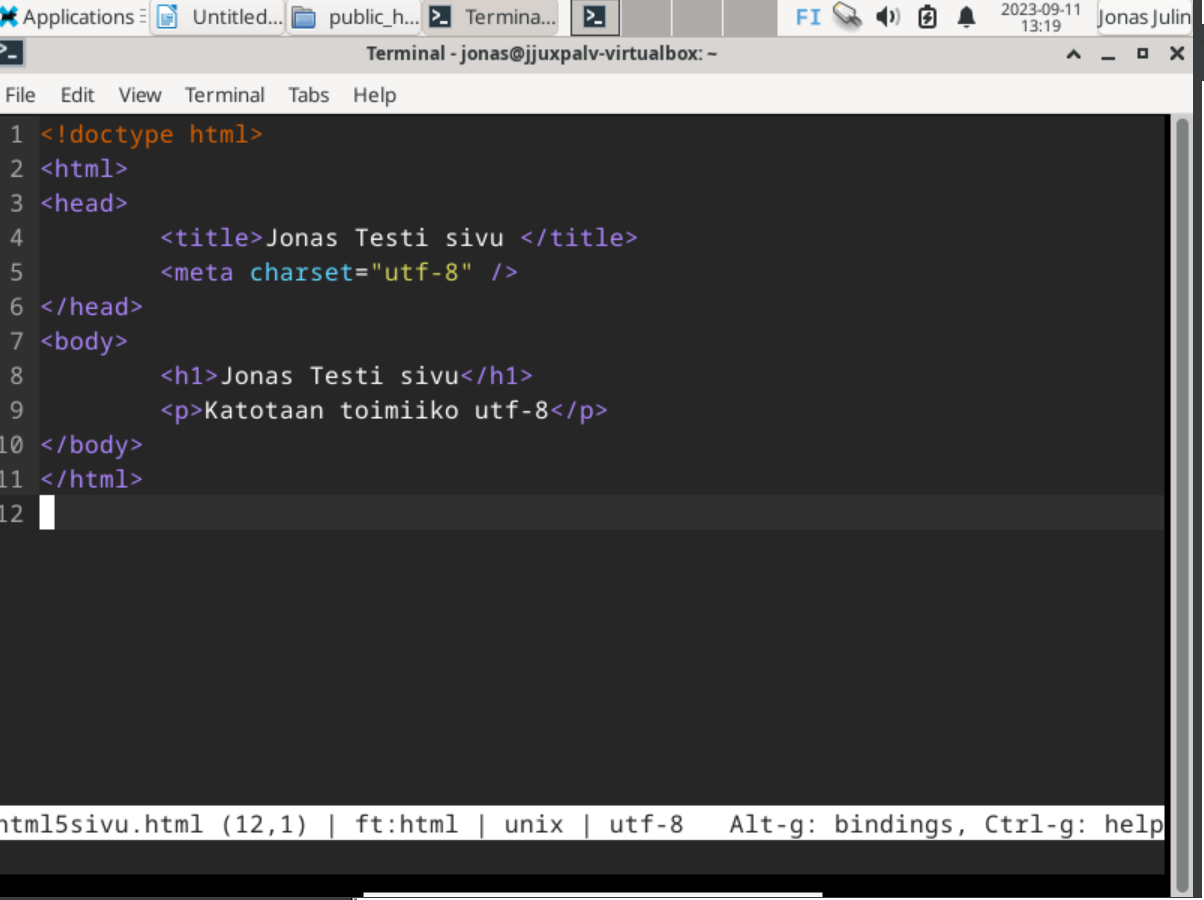 Applications Untitled... public_h... Termina... FI 2023-09-11 Jonas Julin
13:19
Terminal - jonas@jjuxpalv-virtualbox: ~
File Edit View Terminal Tabs Help
1 <!doctype html>
2 <html>
3 <head>
4 <title>Jonas Testi sivu </title>
5 <meta charset="utf-8" />
6 </head>
7 <body>
8 <h1>Jonas Testi sivu</h1>
9 <p>Katotaan toimiiko utf-8</p>
10 </body>
11 </html>
12
html5sivu.html (12,1) | ft:html | unix | utf-8 Alt-g: bindings, Ctrl-g: help